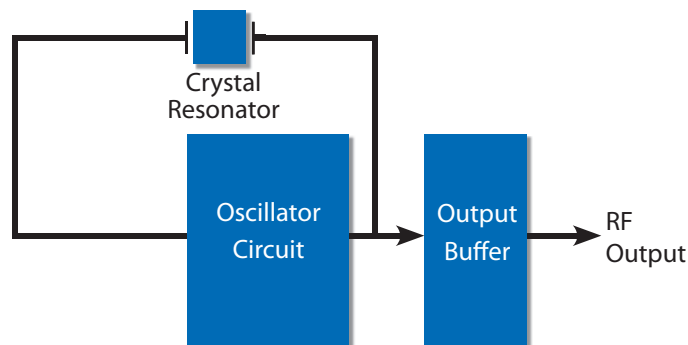 Crystal
Resonator
Oscillator
Circuit
Output
Buffer
RF
Output